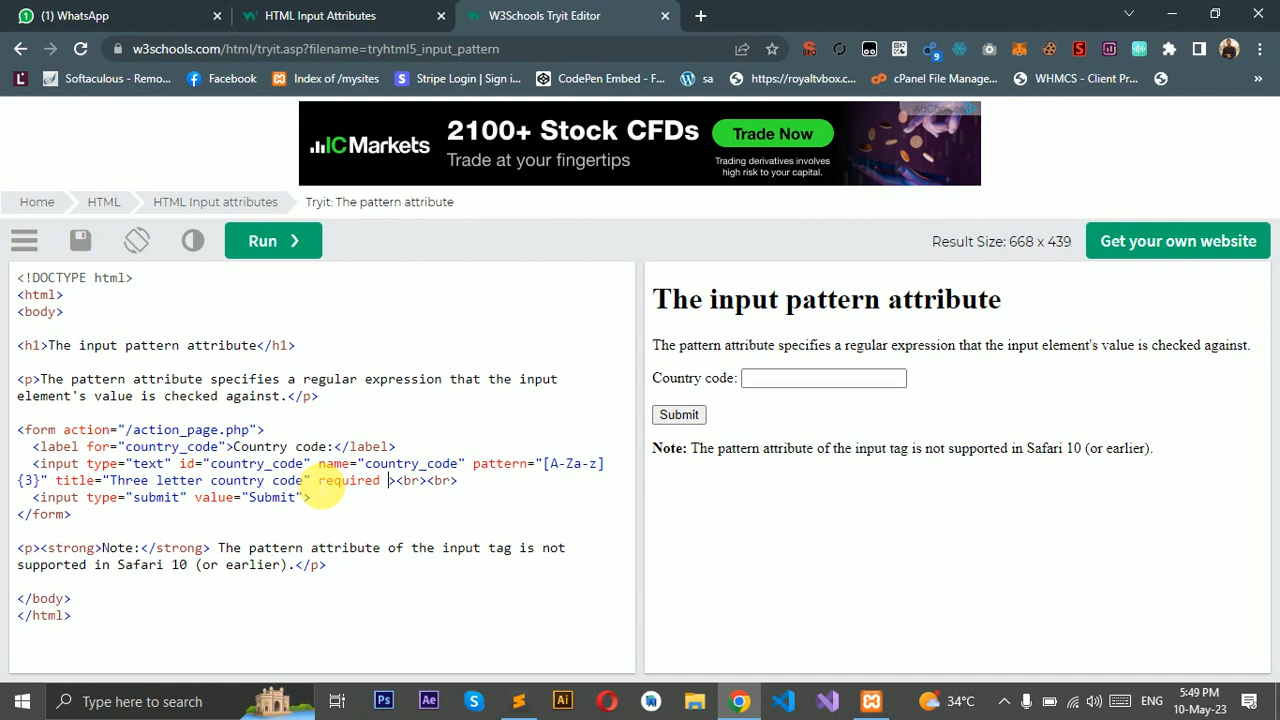 (1) WhatsApp
HTML Input Attributes
W3Schools Tryit Editor
w3schools.com/html/tryit.asp?filename=tryhtml5_input_pattern
9
Softaculous - Remo...
Facebook
Index of /mysites
Stripe Login | Sign i...
CodePen Embed - F...
sa
https://royaltvbox.c...
cPanel File Manage...
WHMCS - Client Pr...
»
AdChoices
IC Markets
2100+ Stock CFDs
Trade at your fingertips
Trade Now
Trading derivatives involves
high risk to your capital.
Home
HTML
HTML Input attributes
Tryit: The pattern attribute
Run ❯
Result Size: 668 x 439
Get your own website
<!DOCTYPE html>
<html>
<body>
<h1>The input pattern attribute</h1>
<p>The pattern attribute specifies a regular expression that the input
element's value is checked against.</p>
<form action="/action_page.php">
<label for="country_code">Country code:</label>
<input type="text" id="country_code" name="country_code" pattern="[A-Za-z]
{3}" title="Three letter country code" required ><br><br>
<input type="submit" value="Submit">
</form>
<p><strong>Note:</strong> The pattern attribute of the input tag is not
supported in Safari 10 (or earlier).</p>
</body>
</html>
The input pattern attribute
The pattern attribute specifies a regular expression that the input element's value is checked against.
Country code:
Submit
Note: The pattern attribute of the input tag is not supported in Safari 10 (or earlier).
Type here to search
Ps
Ae
Ai
34°C
ENG
5:49 PM
10-May-23